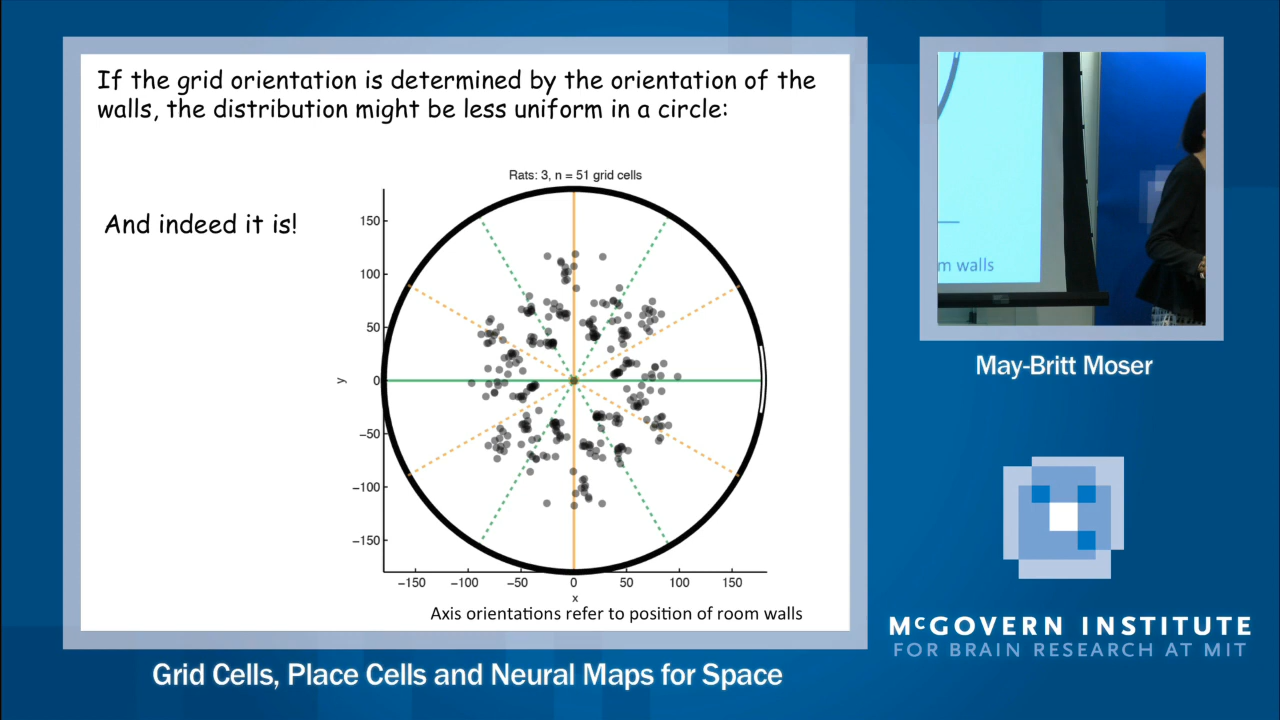 If the grid orientation is determined by the orientation of the
walls, the distribution might be less uniform in a circle:
And indeed it is!
Rats: 3, n = 51 grid cells
150
100
50
0
−50
−100
−150
y
−150 −100 −50 0 50 100 150
x
Axis orientations refer to position of room walls
m walls
May-Britt Moser
McGOVERN INSTITUTE
FOR BRAIN RESEARCH AT MIT
Grid Cells, Place Cells and Neural Maps for Space